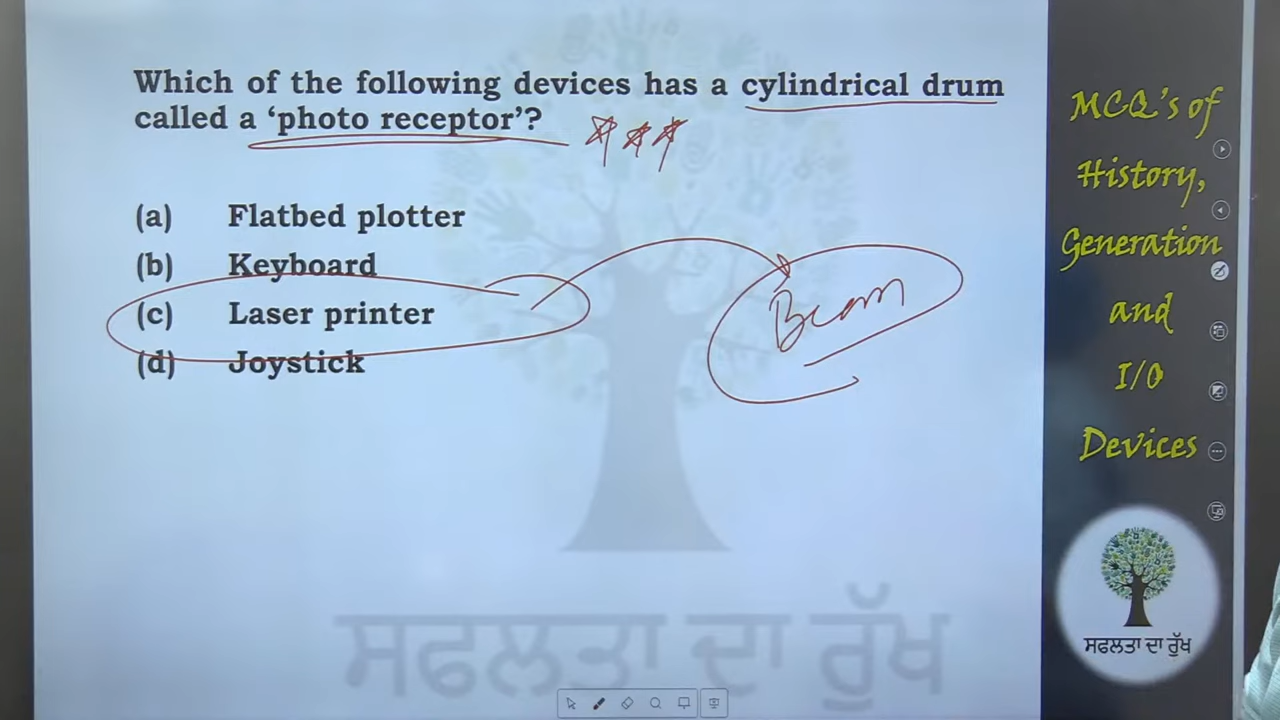 Which of the following devices has a cylindrical drum
called a ‘photo receptor’?
(a) Flatbed plotter
(b) Keyboard
(c) Laser printer
(d) Joystick
Beam
ਸਫਲਤਾ ਦਾ ਰੁੱਖ
MCQ's of
History,
Generation
and
I/O
Devices
ਸਫਲਤਾ ਦਾ ਰੁੱਖ